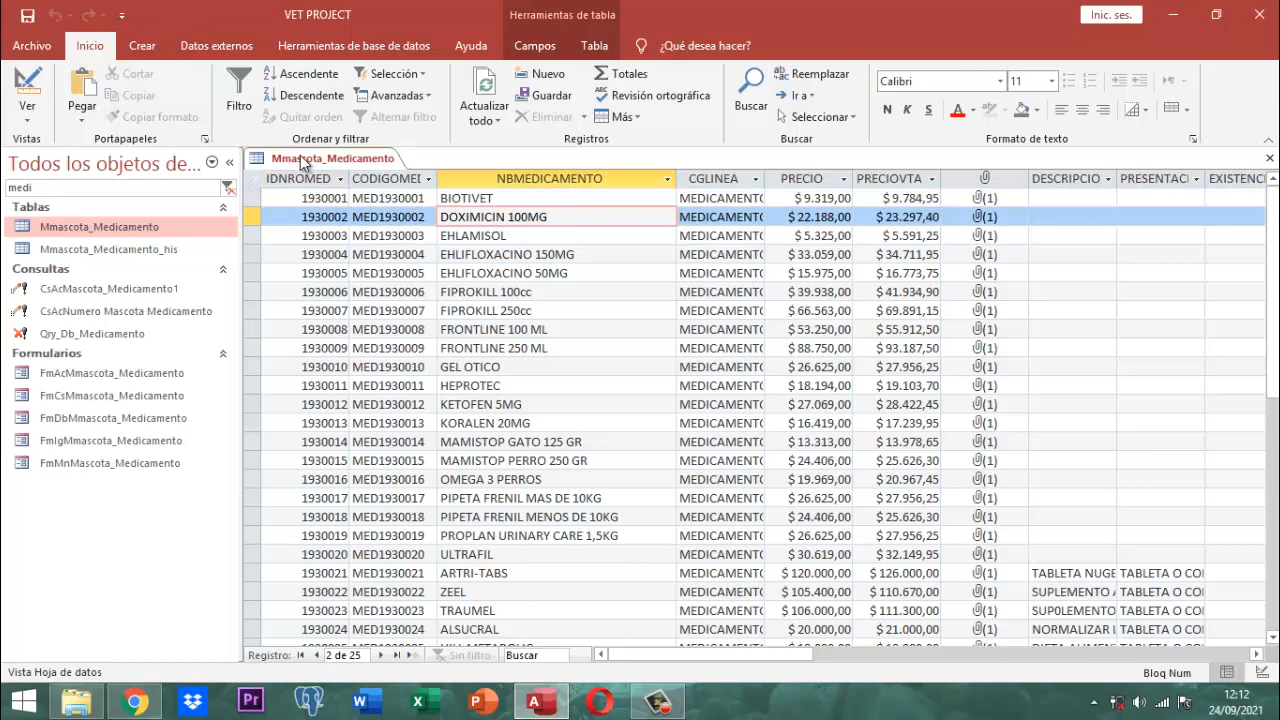 VET PROJECT
Herramientas de tabla
Inic. ses.
Archivo Inicio Crear Datos externos Herramientas de base de datos Ayuda Campos Tabla ¿Qué desea hacer?
Ver
Vistas
Pegar
Cortar
Copiar
Copiar formato
Portapapeles
Filtro
Ascendente
Descendente
Quitar orden
Selección
Avanzadas
Alternar filtro
Ordenar y filtrar
Actualizar todo
Nuevo
Guardar
Eliminar
Totales
Revisión ortográfica
Más
Registros
Buscar
Reemplazar
Ir a
Seleccionar
Buscar
Calibri 11
N K S A
Formato de texto
Todos los objetos de...
medi
Tablas
Mmascota_Medicamento
Mmascota_Medicamento_his
Consultas
CsAcMascota_Medicamento1
CsAcNumero Mascota Medicamento
Qry_Db_Medicamento
Formularios
FmAcMmascota_Medicamento
FmCsMmascota_Medicamento
FmDbMmascota_Medicamento
FmIgMmascota_Medicamento
FmMnMascota_Medicamento
Mmascota_Medicamento
IDNROMED CODIGOMEI NBMEDICAMENTO CGLINEA PRECIO PRECIOVTA DESCRIPCIO PRESENTAC EXISTENC
1930001 MED1930001 BIOTIVET MEDICAMENTO $ 9.319,00 $ 9.784,95 (1)
1930002 MED1930002 DOXIMICIN 100MG MEDICAMENTO $ 22.188,00 $ 23.297,40 (1)
1930003 MED1930003 EHLAMISOL MEDICAMENTO $ 5.325,00 $ 5.591,25 (1)
1930004 MED1930004 EHLIFLOXACINO 150MG MEDICAMENTO $ 33.059,00 $ 34.711,95 (1)
1930005 MED1930005 EHLIFLOXACINO 50MG MEDICAMENTO $ 15.975,00 $ 16.773,75 (1)
1930006 MED1930006 FIPROKILL 100cc MEDICAMENTO $ 39.938,00 $ 41.934,90 (1)
1930007 MED1930007 FIPROKILL 250cc MEDICAMENTO $ 66.563,00 $ 69.891,15 (1)
1930008 MED1930008 FRONTLINE 100 ML MEDICAMENTO $ 53.250,00 $ 55.912,50 (1)
1930009 MED1930009 FRONTLINE 250 ML MEDICAMENTO $ 88.750,00 $ 93.187,50 (1)
1930010 MED1930010 GEL OTICO MEDICAMENTO $ 26.625,00 $ 27.956,25 (1)
1930011 MED1930011 HEPROTEC MEDICAMENTO $ 18.194,00 $ 19.103,70 (1)
1930012 MED1930012 KETOFEN 5MG MEDICAMENTO $ 27.069,00 $ 28.422,45 (1)
1930013 MED1930013 KORALEN 20MG MEDICAMENTO $ 16.419,00 $ 17.239,95 (1)
1930014 MED1930014 MAMISTOP GATO 125 GR MEDICAMENTO $ 13.313,00 $ 13.978,65 (1)
1930015 MED1930015 MAMISTOP PERRO 250 GR MEDICAMENTO $ 24.406,00 $ 25.626,30 (1)
1930016 MED1930016 OMEGA 3 PERROS MEDICAMENTO $ 19.969,00 $ 20.967,45 (1)
1930017 MED1930017 PIPETA FRENIL MAS DE 10KG MEDICAMENTO $ 26.625,00 $ 27.956,25 (1)
1930018 MED1930018 PIPETA FRENIL MENOS DE 10KG MEDICAMENTO $ 24.406,00 $ 25.626,30 (1)
1930019 MED1930019 PROPLAN URINARY CARE 1,5KG MEDICAMENTO $ 26.625,00 $ 27.956,25 (1)
1930020 MED1930020 ULTRAFIL MEDICAMENTO $ 30.619,00 $ 32.149,95 (1)
1930021 MED1930021 ARTRI-TABS MEDICAMENTO $ 120.000,00 $ 126.000,00 (1) TABLETA NUGE TABLETA O COI
1930022 MED1930022 ZEEL MEDICAMENTO $ 105.400,00 $ 110.670,00 (1) SUPLEMENTO A TABLETA O COI
1930023 MED1930023 TRAUMEL MEDICAMENTO $ 106.000,00 $ 111.300,00 (1) SUP0LEMENTO TABLETA O COI
1930024 MED1930024 ALSUCRAL MEDICAMENTO $ 20.000,00 $ 21.000,00 (1) NORMALIZAR L TABLETA O COI
Registro: 2 de 25 Sin filtro Buscar
Vista Hoja de datos
Bloq Num
12:12
24/09/2021